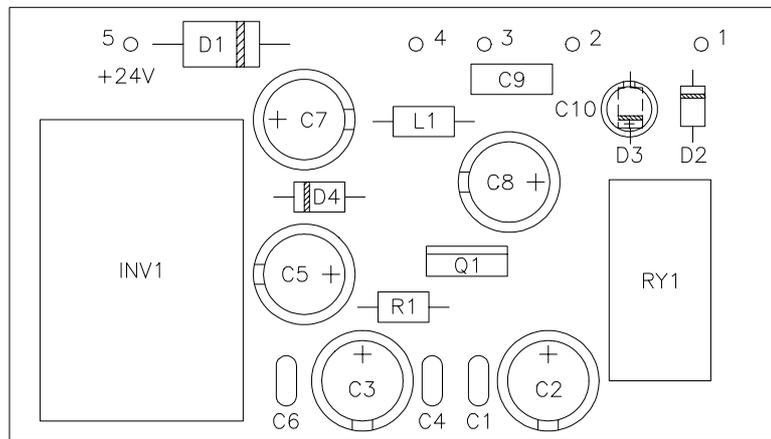 5 D1 4 3 2 1
+24V
C9
C7 L1 C10
D3 D2
C8
D4
INV1 C5 Q1 RY1
R1
C3 C2
C6 C4 C1